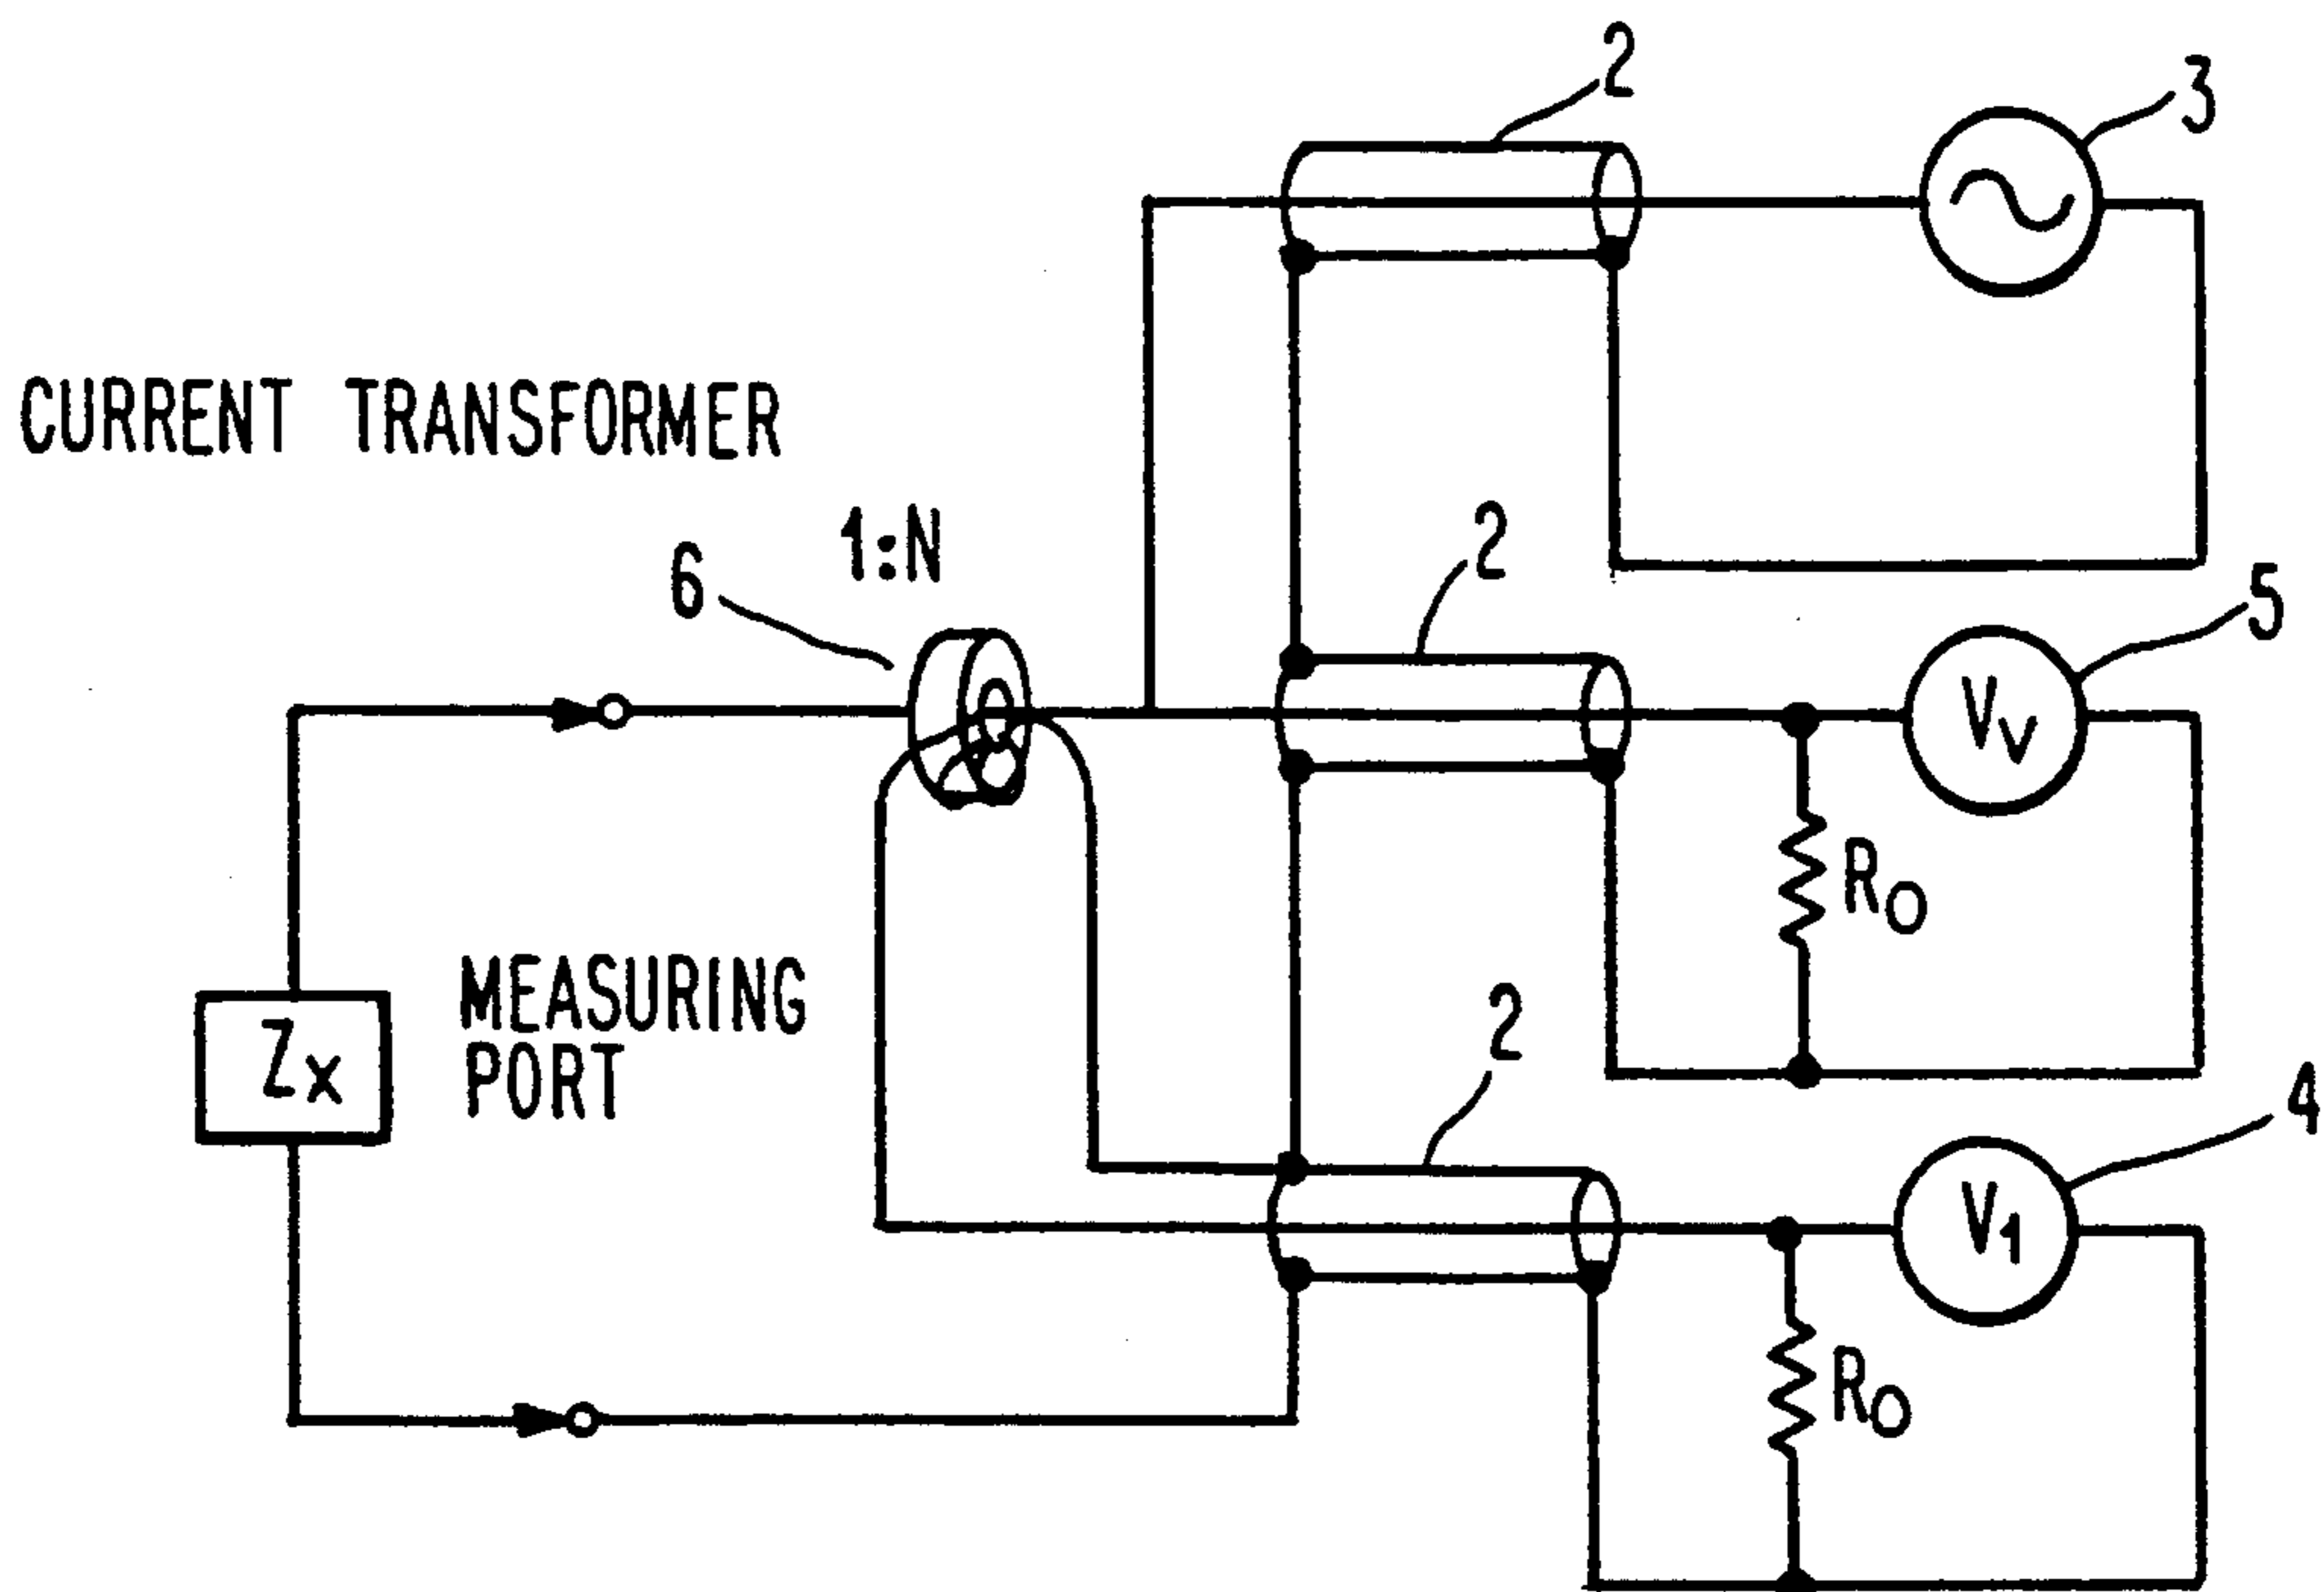 2
3
CURRENT TRANSFORMER
1:N
6
2
5
VV
RO
MEASURING
PORT
ZX
2
4
V1
RO